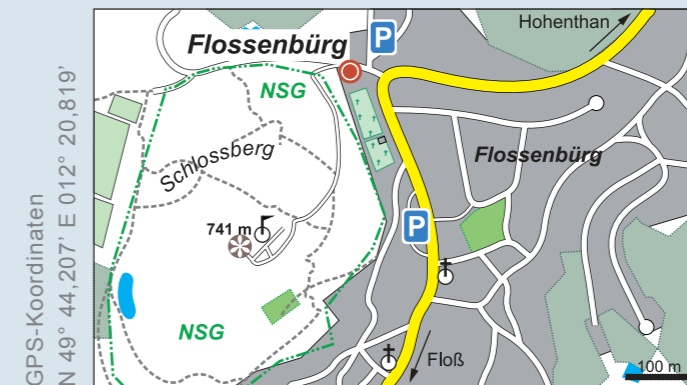 GPS-Koordinaten
N 49° 44,207’ E 012° 20,819’
Hohenthan
P
Flossenbürg
NSG
Schlossberg
Flossenbürg
741 m
P
NSG
Floß
100 m